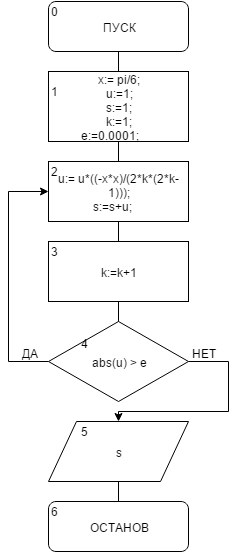 0
ПУСК
1
x:= pi/6;
u:=1;
s:=1;
k:=1;
e:=0.0001;
2
u:= u*((-x*x)/(2*k*(2*k-
1)));
s:=s+u;
3
k:=k+1
4
ДА
НЕТ
abs(u) > e
5
s
6
ОСТАНОВ